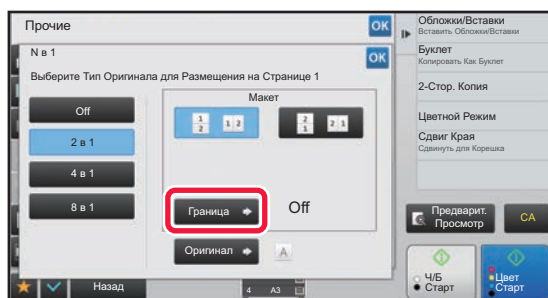 Прочие
OK
N в 1
OK
Выберите Тип Оригинала для Размещения на Странице 1
Off
2 в 1
4 в 1
8 в 1
Макет
1 2
1 2
2 1
2 1
Граница
Off
Оригинал
A
Назад
4 A3
Обложки/Вставки
Вставить Обложки/Вставки
Буклет
Копировать Как Буклет
2-Стор. Копия
Цветной Режим
Сдвиг Края
Сдвинуть для Корешка
Предварит.
Просмотр
CA
Ч/Б
Старт
Цвет
Старт